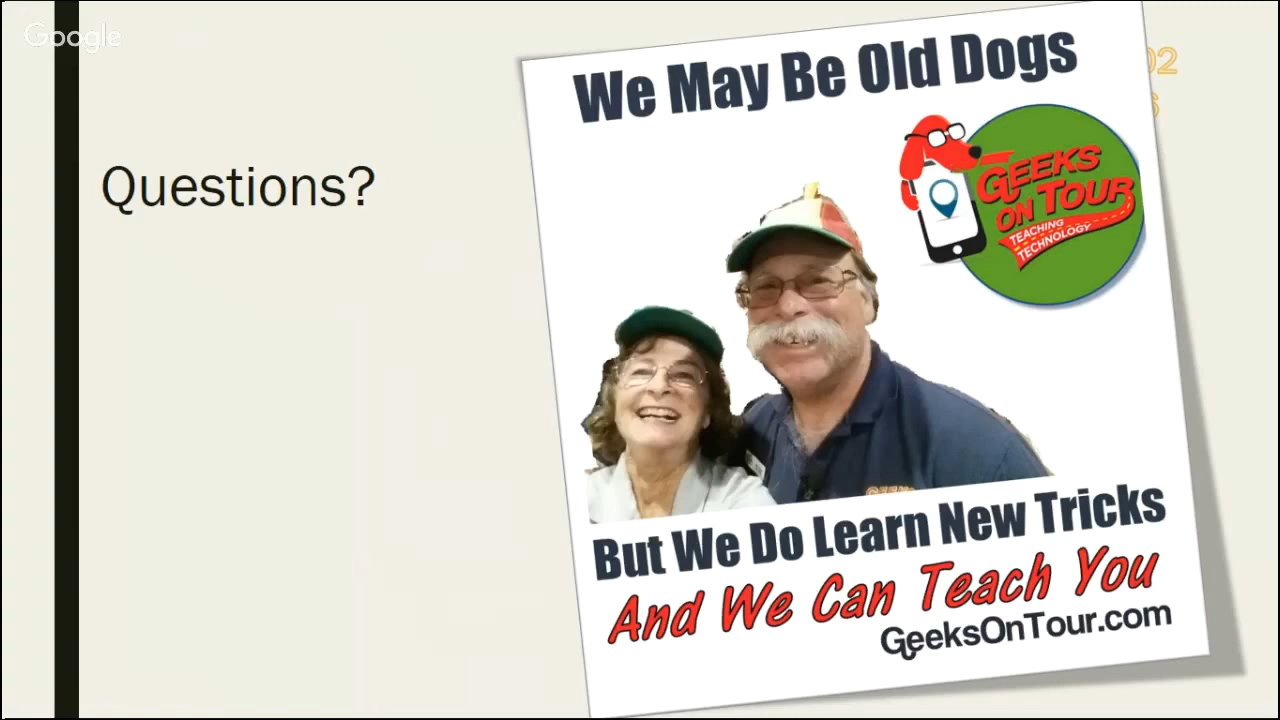 Google
Questions?
We May Be Old Dogs
02
GEEKS
ON TOUR
TEACHING
TECHNOLOGY
But We Do Learn New Tricks
And We Can Teach You
GeeksOnTour.com